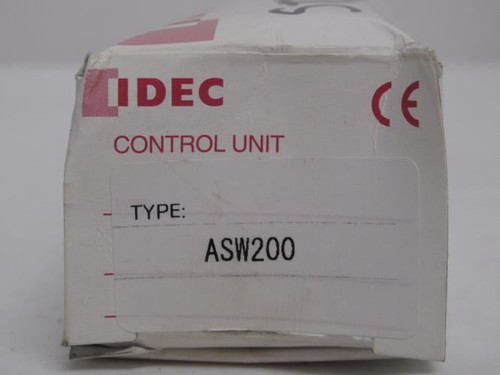 IDEC
CE
CONTROL UNIT
TYPE:
ASW200